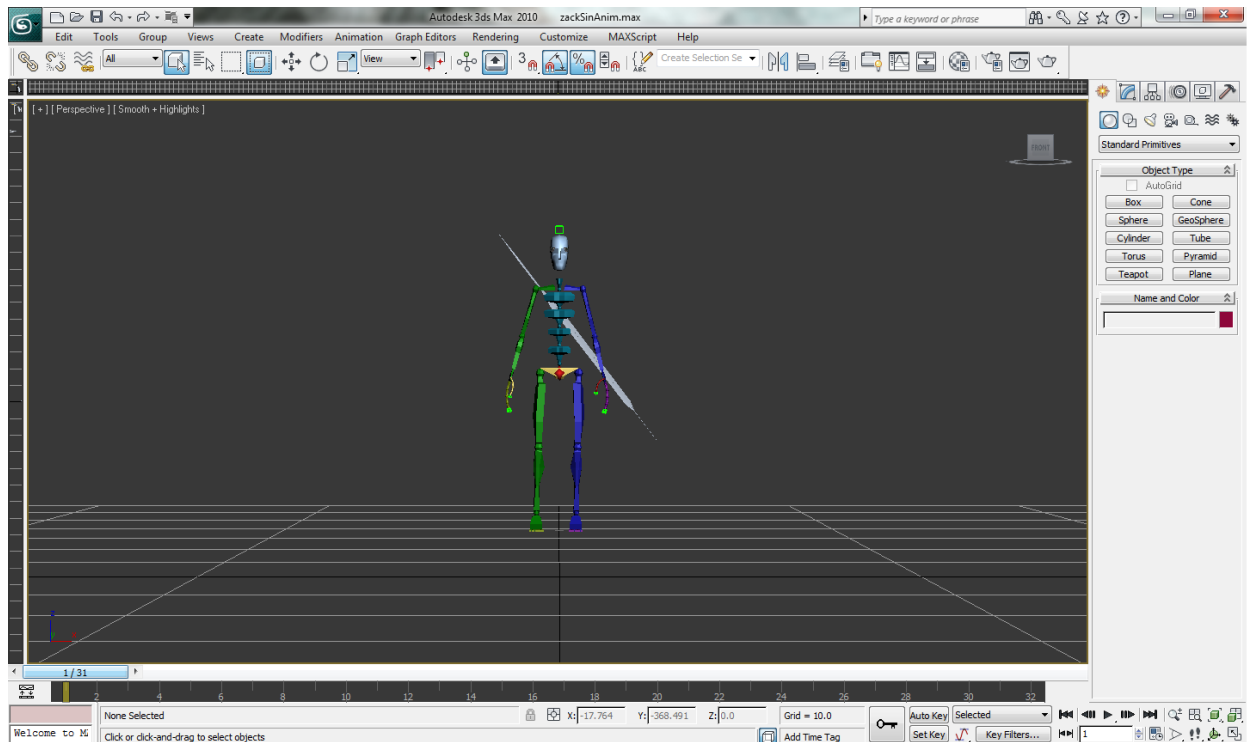 Autodesk 3ds Max 2010 zackSinAnim.max
Type a keyword or phrase
Edit Tools Group Views Create Modifiers Animation Graph Editors Rendering Customize MAXScript Help
All View 3 % ABC Create Selection Se
[ + ] [ Perspective ] [ Smooth + Highlights ]
FRONT
Standard Primitives
Object Type
AutoGrid
Box Cone
Sphere GeoSphere
Cylinder Tube
Torus Pyramid
Teapot Plane
Name and Color
1 / 31
2 4 6 8 10 12 14 16 18 20 22 24 26 28 30 32
None Selected X: -17.764 Y: -368.491 Z: 0.0 Grid = 10.0 Auto Key Selected
Welcome to M Click or click-and-drag to select objects Add Time Tag Set Key Key Filters... 1